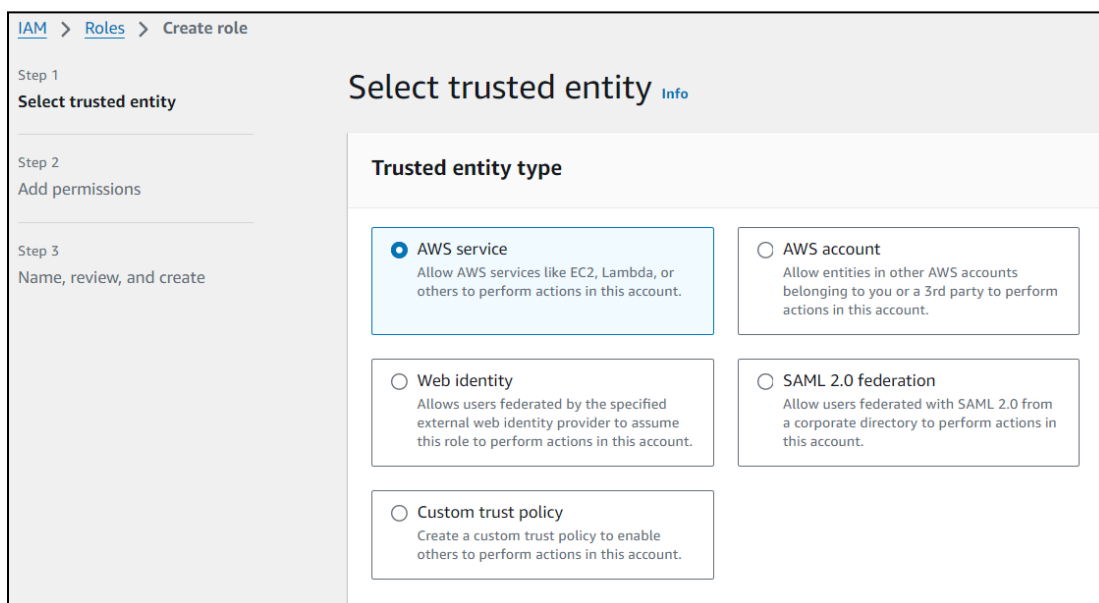 IAM > Roles > Create role
Step 1
Select trusted entity
Step 2
Add permissions
Step 3
Name, review, and create
Select trusted entity Info
Trusted entity type
AWS service
Allow AWS services like EC2, Lambda, or
others to perform actions in this account.
AWS account
Allow entities in other AWS accounts
belonging to you or a 3rd party to perform
actions in this account.
Web identity
Allows users federated by the specified
external web identity provider to assume
this role to perform actions in this account.
SAML 2.0 federation
Allow users federated with SAML 2.0 from
a corporate directory to perform actions in
this account.
Custom trust policy
Create a custom trust policy to enable
others to perform actions in this account.